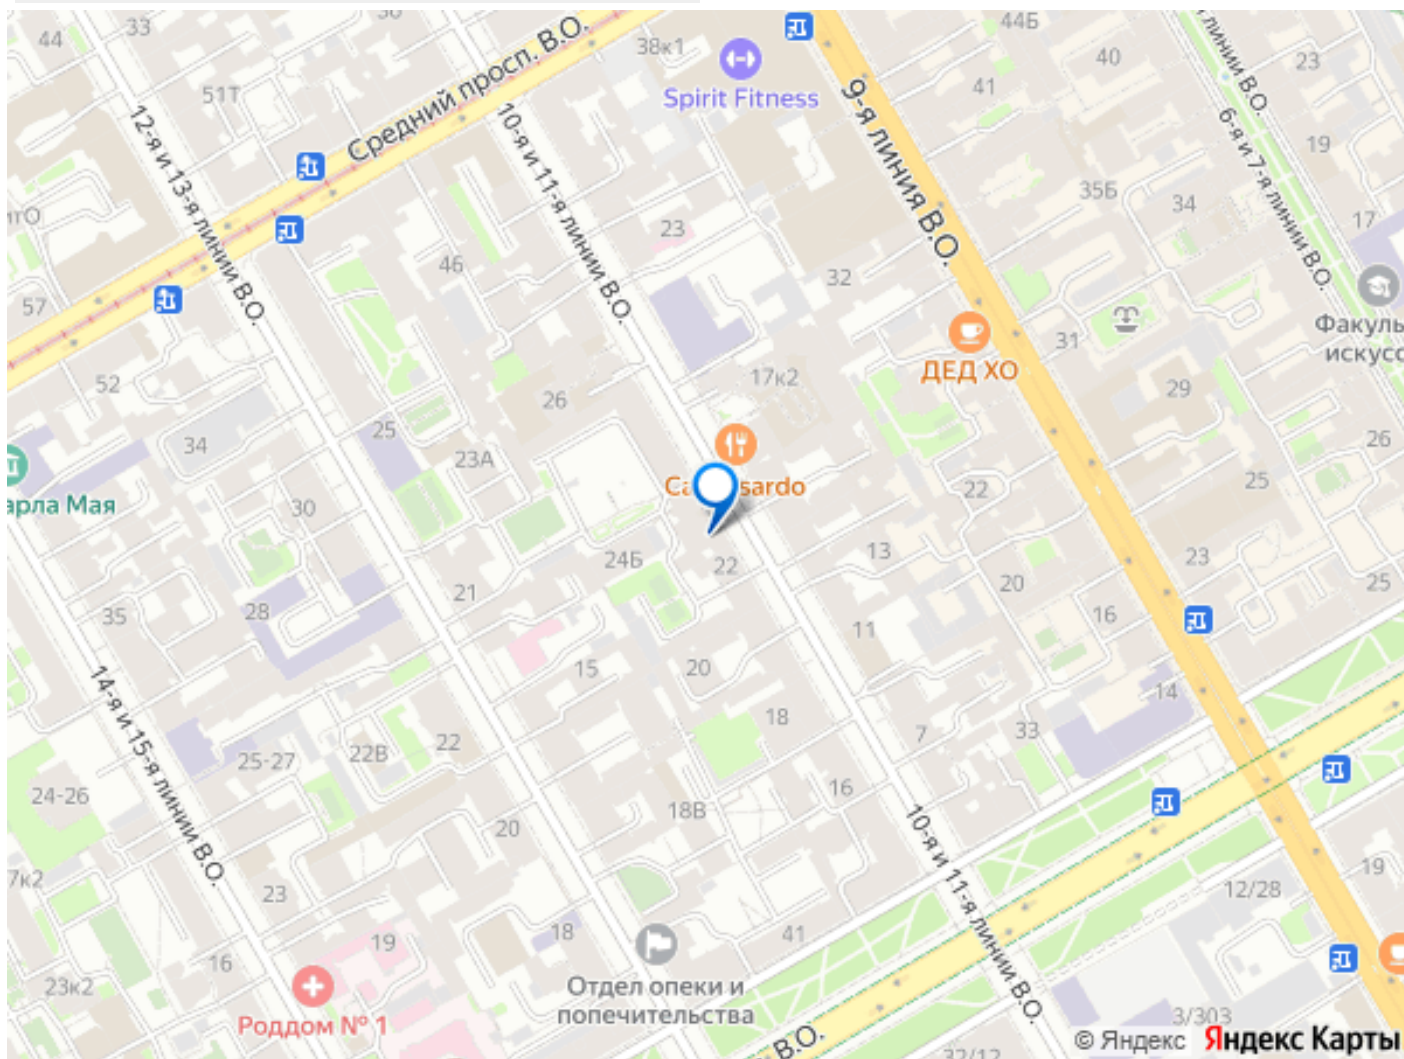 33
44
38к1
44Б
40
23
51Т
Средний просп. В.О.
Spirit Fitness
41
линии В.О.
12-я и 13-я линии В.О.
10-я и 11-я линии В.О.
9-я линия В.О.
6-я и 7-я линии В.О.
19
35Б
34
17
23
46
32
57
31
Факуль
искусс
ДЕД ХО
52
17к2
29
26
25
34
26
23А
22
25
арла Мая
30
sardo
24Б
22
13
23
20
25
21
28
35
16
11
15
20
14
14-я и 15-я линии В.О.
18
7
33
22
22В
25-27
24-26
16
18В
20
10-я и 11-я линии В.О.
7к2
19
12/28
23
18
19
41
16
Отдел опеки и
попечительства
23к2
Роддом № 1
3/303
В.О.
32/12
© Яндекс Яндекс Карты